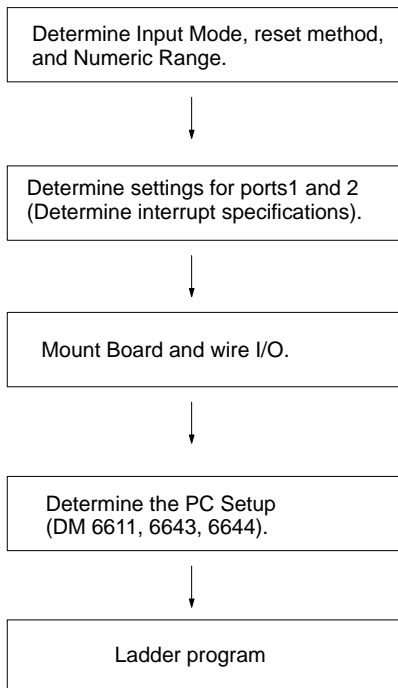 Determine Input Mode, reset method,
and Numeric Range.
Determine settings for ports1 and 2
(Determine interrupt specifications).
Mount Board and wire I/O.
Determine the PC Setup
(DM 6611, 6643, 6644).
Ladder program